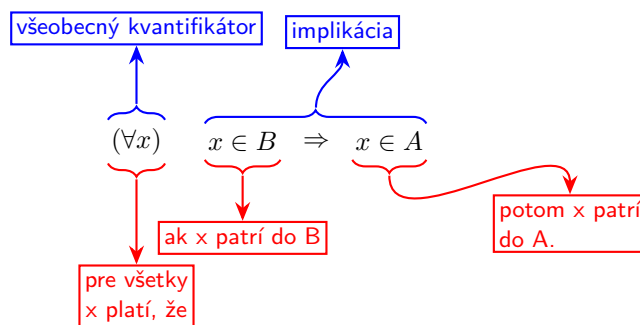 všeobecný kvantifikátor
implikácia
(∀x) x ∈ B ⇒ x ∈ A
ak x patrí do B
potom x patrí
do A.
pre všetky
x platí, že